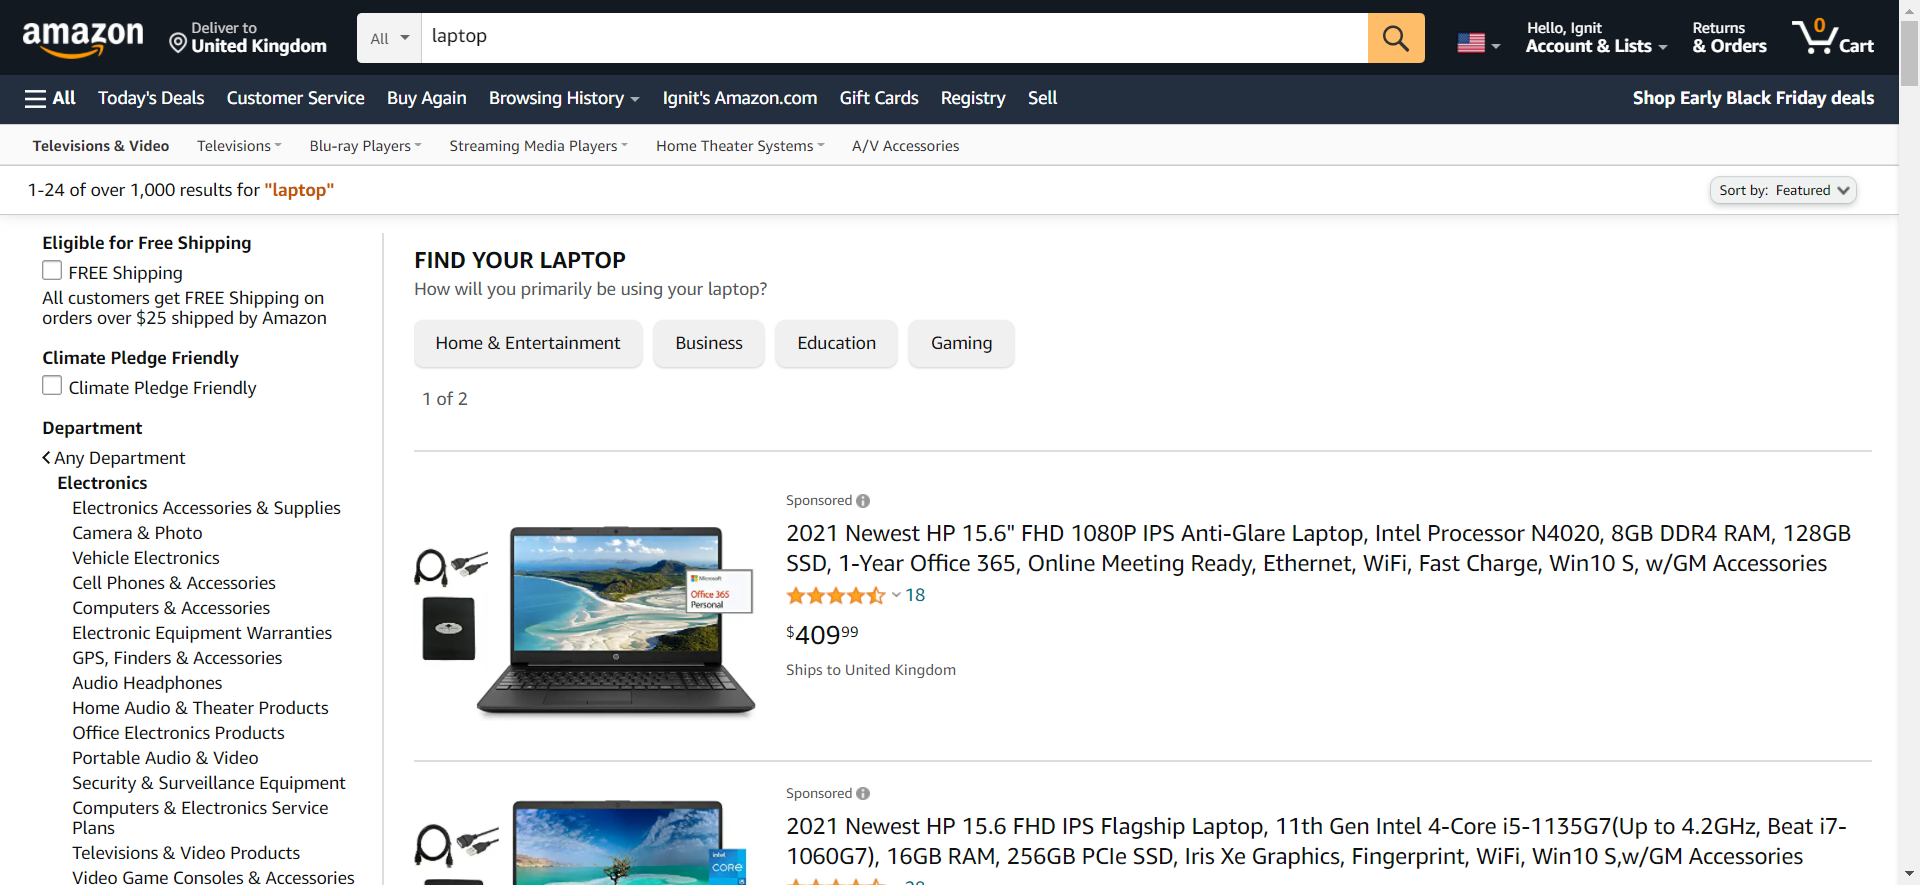 amazon
Deliver to
United Kingdom
All
laptop
Hello, Ignit
Account & Lists
Returns
& Orders
0
Cart
All
Today's Deals
Customer Service
Buy Again
Browsing History
Ignit's Amazon.com
Gift Cards
Registry
Sell
Shop Early Black Friday deals
Televisions & Video
Televisions
Blu-ray Players
Streaming Media Players
Home Theater Systems
A/V Accessories
1-24 of over 1,000 results for "laptop"
Sort by: Featured
Eligible for Free Shipping
FREE Shipping
All customers get FREE Shipping on
orders over $25 shipped by Amazon
Climate Pledge Friendly
Climate Pledge Friendly
Department
Any Department
Electronics
Electronics Accessories & Supplies
Camera & Photo
Vehicle Electronics
Cell Phones & Accessories
Computers & Accessories
Electronic Equipment Warranties
GPS, Finders & Accessories
Audio Headphones
Home Audio & Theater Products
Office Electronics Products
Portable Audio & Video
Security & Surveillance Equipment
Computers & Electronics Service
Plans
Televisions & Video Products
Video Game Consoles & Accessories
FIND YOUR LAPTOP
How will you primarily be using your laptop?
Home & Entertainment
Business
Education
Gaming
1 of 2
Microsoft
Office 365
Personal
Sponsored
2021 Newest HP 15.6" FHD 1080P IPS Anti-Glare Laptop, Intel Processor N4020, 8GB DDR4 RAM, 128GB
SSD, 1-Year Office 365, Online Meeting Ready, Ethernet, WiFi, Fast Charge, Win10 S, w/GM Accessories
18
$409.99
Ships to United Kingdom
intel
CORE
Sponsored
2021 Newest HP 15.6 FHD IPS Flagship Laptop, 11th Gen Intel 4-Core i5-1135G7(Up to 4.2GHz, Beat i7-
1060G7), 16GB RAM, 256GB PCIe SSD, Iris Xe Graphics, Fingerprint, WiFi, Win10 S,w/GM Accessories